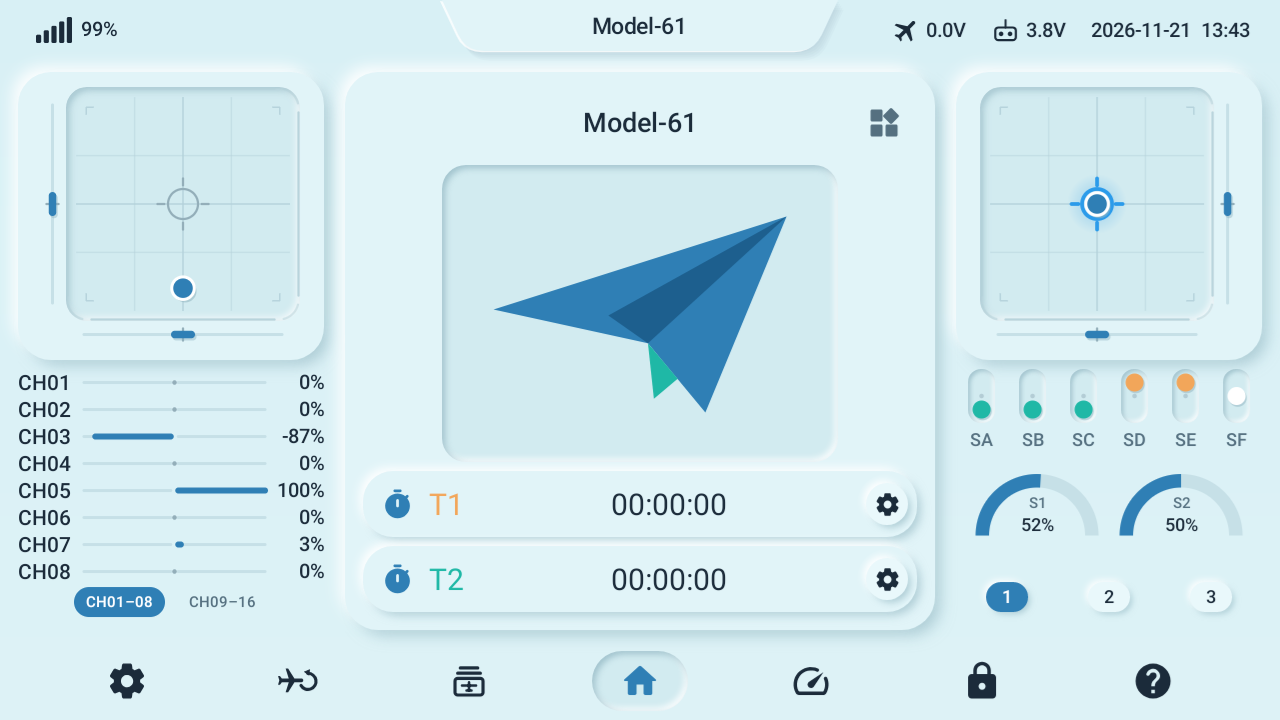 99%
Model-61
0.0V
3.8V
2026-11-21 13:43
CH01 0%
CH02 0%
CH03 -87%
CH04 0%
CH05 100%
CH06 0%
CH07 3%
CH08 0%
CH01–08 CH09–16
Model-61
T1 00:00:00
T2 00:00:00
SA SB SC SD SE SF
S1 S2
52% 50%
1 2 3